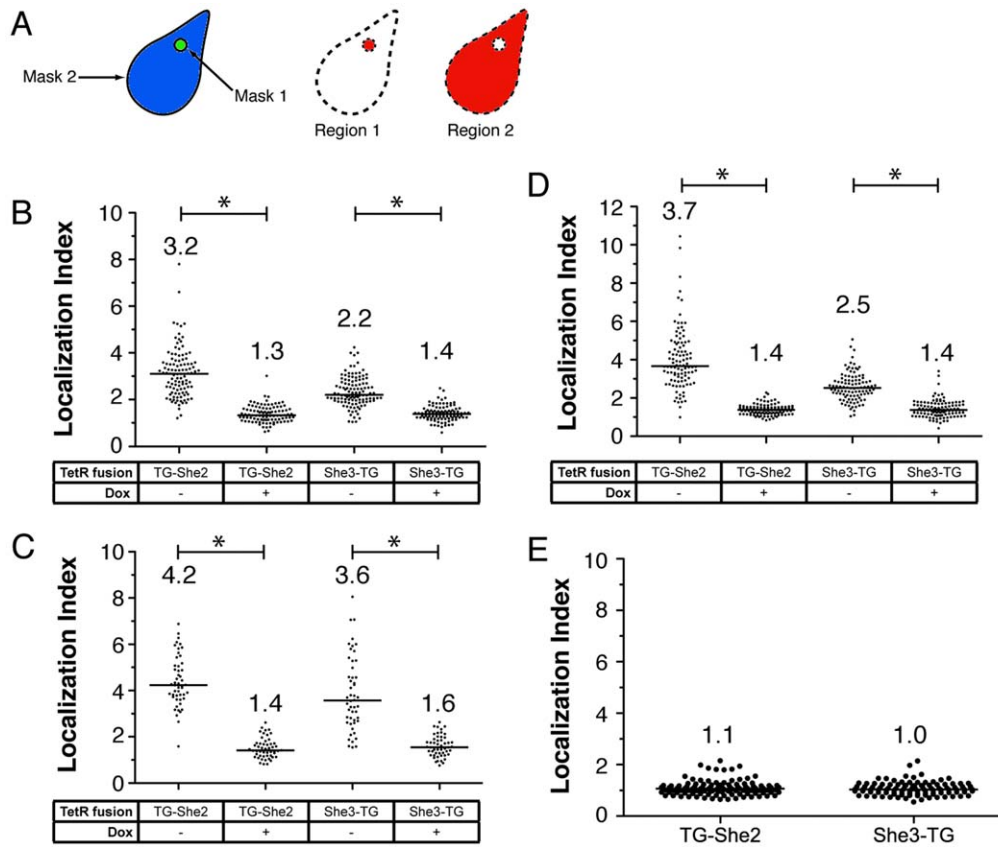 A
Mask 2
Mask 1
Region 1
Region 2
B
Localization Index
10
8
6
4
2
0
*
*
3.2
1.3
2.2
1.4
TetR fusion TG-She2 TG-She2 She3-TG She3-TG
Dox - + - +
C
Localization Index
10
8
6
4
2
0
*
*
4.2
1.4
3.6
1.6
TetR fusion TG-She2 TG-She2 She3-TG She3-TG
Dox - + - +
D
Localization Index
12
10
8
6
4
2
0
*
*
3.7
1.4
2.5
1.4
TetR fusion TG-She2 TG-She2 She3-TG She3-TG
Dox - + - +
E
Localization Index
10
8
6
4
2
0
1.1
1.0
TG-She2 She3-TG